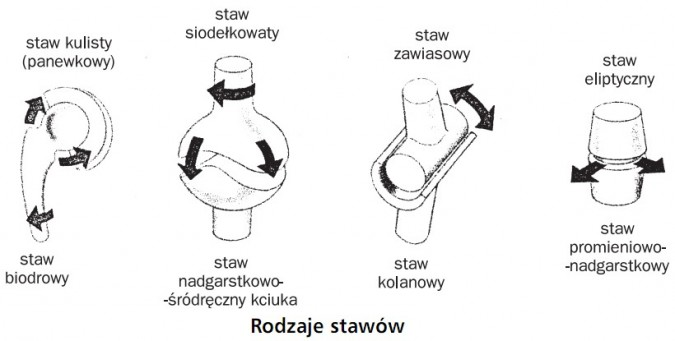 staw kulisty
(panewkowy)
staw
siodełkowaty
staw
zawiasowy
staw
eliptyczny
staw
biodrowy
staw
nadgarstkowo-
-śródręczny kciuka
staw
kolanowy
staw
promieniowo-
-nadgarstkowy
Rodzaje stawów